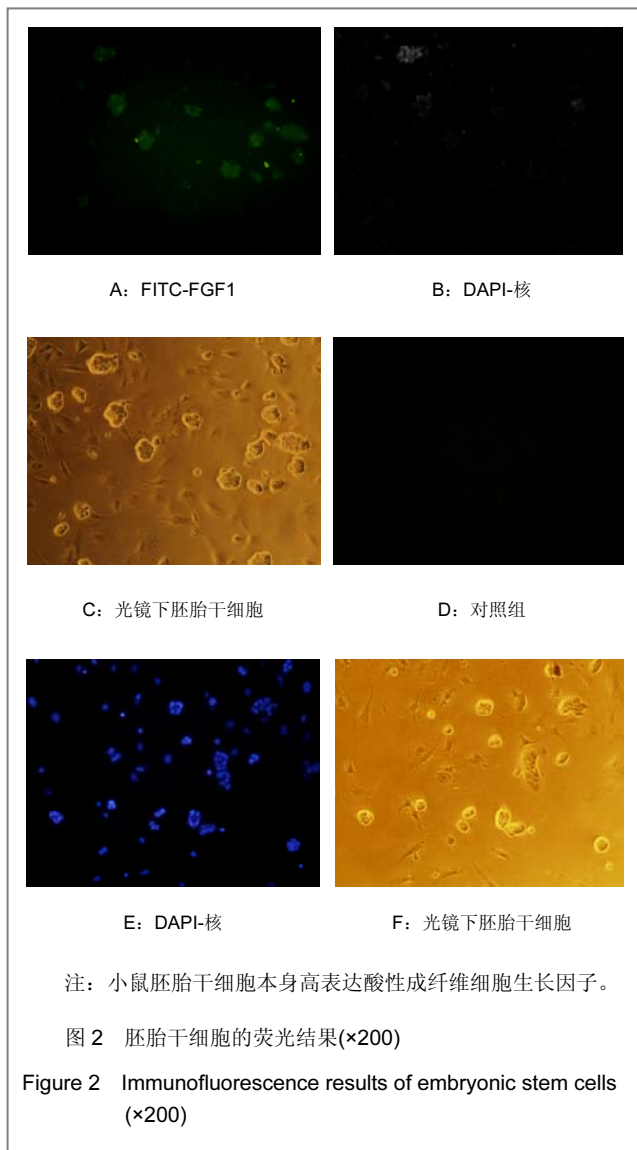 A：FITC-FGF1
B：DAPI-核
C：光镜下胚胎干细胞
D：对照组
E：DAPI-核
F：光镜下胚胎干细胞
注：小鼠胚胎干细胞本身高表达酸性成纤维细胞生长因子。
图 2 胚胎干细胞的荧光结果(×200)
Figure 2 Immunofluorescence results of embryonic stem cells
(×200)